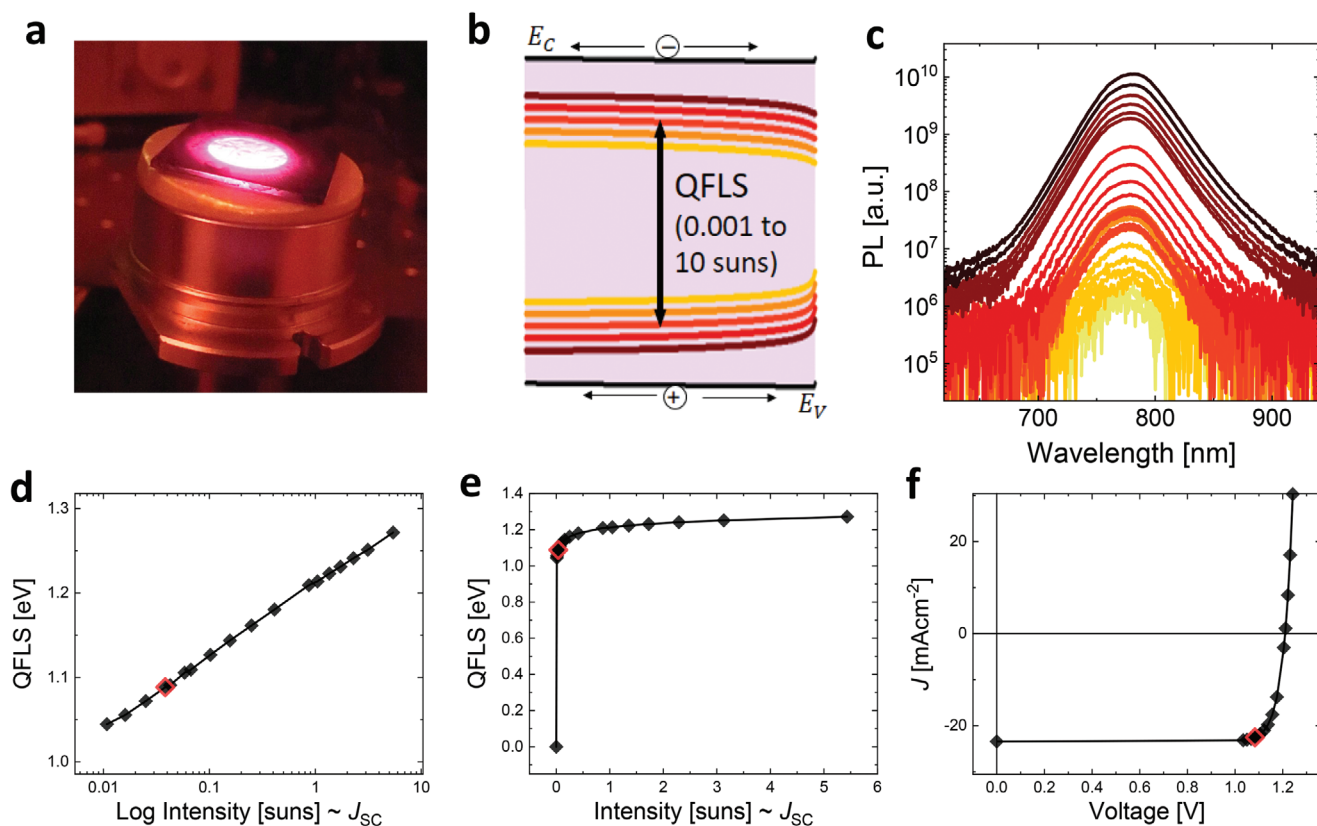 a
b
E_C
−
QFLS
(0.001 to
10 suns)
+
E_V
c
10^10
10^9
10^8
10^7
10^6
10^5
PL [a.u.]
700 800 900
Wavelength [nm]
d
1.3
1.2
1.1
1.0
QFLS [eV]
0.01 0.1 1 10
Log Intensity [suns] ~ J_SC
e
1.4
1.2
1.0
0.8
0.6
0.4
0.2
0.0
QFLS [eV]
0 1 2 3 4 5 6
Intensity [suns] ~ J_SC
f
20
0
-20
J [mAcm^-2]
0.0 0.2 0.4 0.6 0.8 1.0 1.2
Voltage [V]